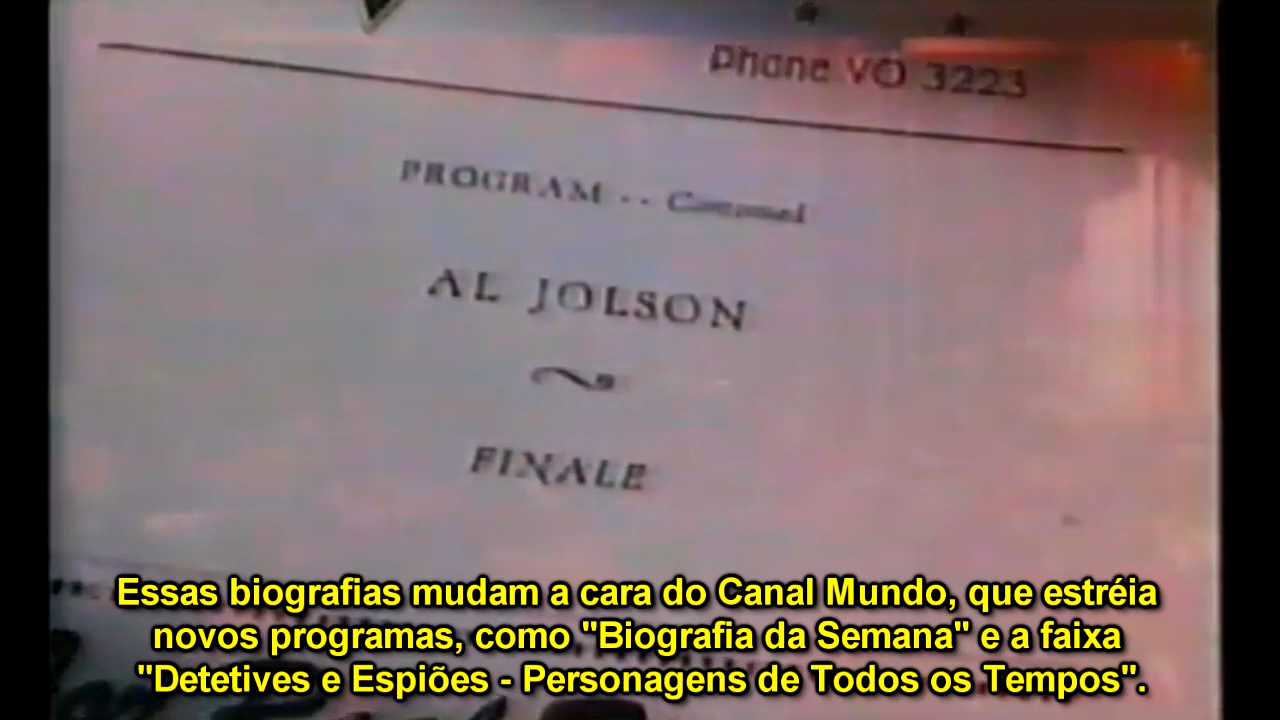 Phone VO 3223
PROGRAM - -
AL JOLSON
FINALE
Essas biografias mudam a cara do Canal Mundo, que estréia
novos programas, como "Biografia da Semana" e a faixa
"Detetives e Espiões - Personagens de Todos os Tempos".